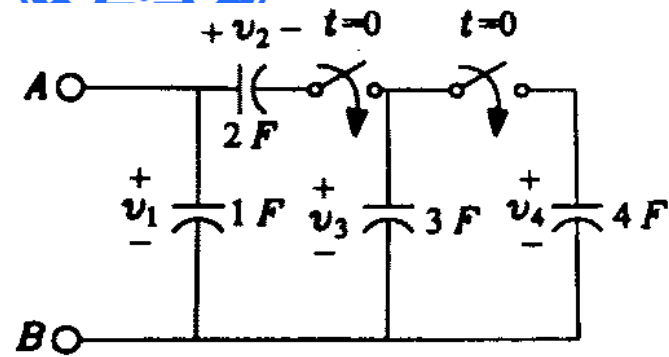 + v₂ − t=0 t=0
A
2 F
+ + +
v₁ 1 F v₃ 3 F v₄ 4 F
− − −
B